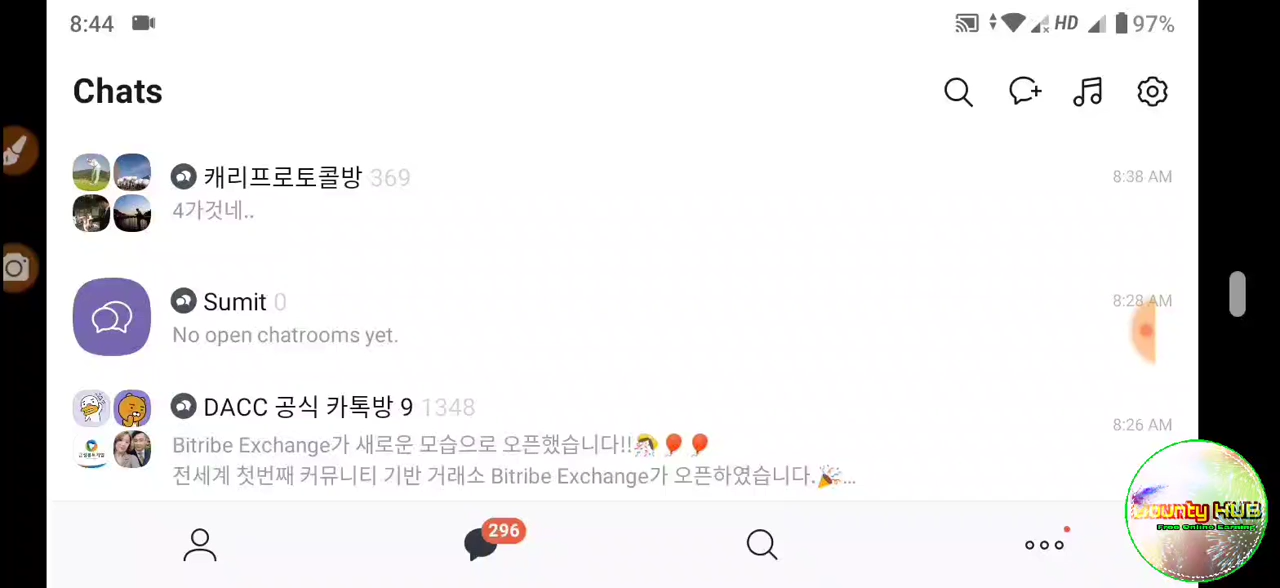 8:44 HD 97%
Chats
캐리프로토콜방 369 8:38 AM
4가것네..
Sumit 0 8:28 AM
No open chatrooms yet.
DACC 공식 카톡방 9 1348 8:26 AM
Bitribe Exchange가 새로운 모습으로 오픈했습니다!!
전세계 첫번째 커뮤니티 기반 거래소 Bitribe Exchange가 오픈하였습니다.🎉...
296
Bounty HUB
Free Online Earning